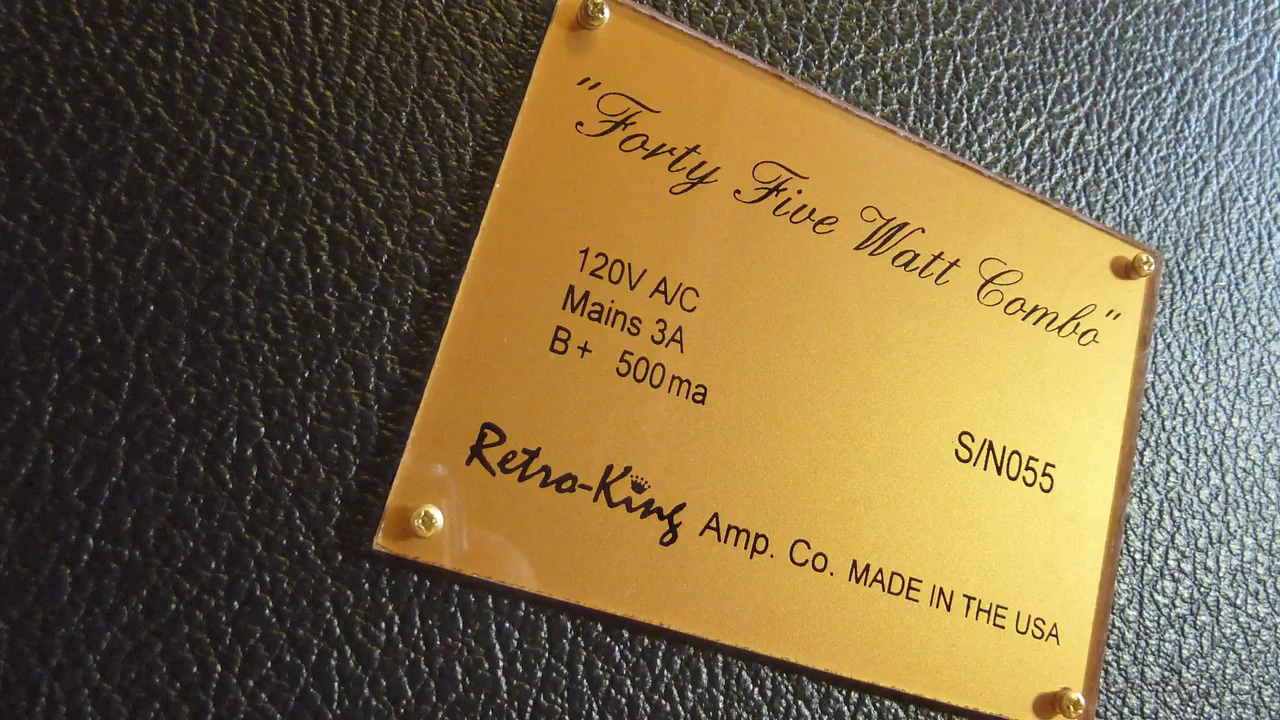 "Forty Five Watt Combo"
120V A/C
Mains 3A
B+ 500ma
S/N055
Retro-King Amp. Co. MADE IN THE USA